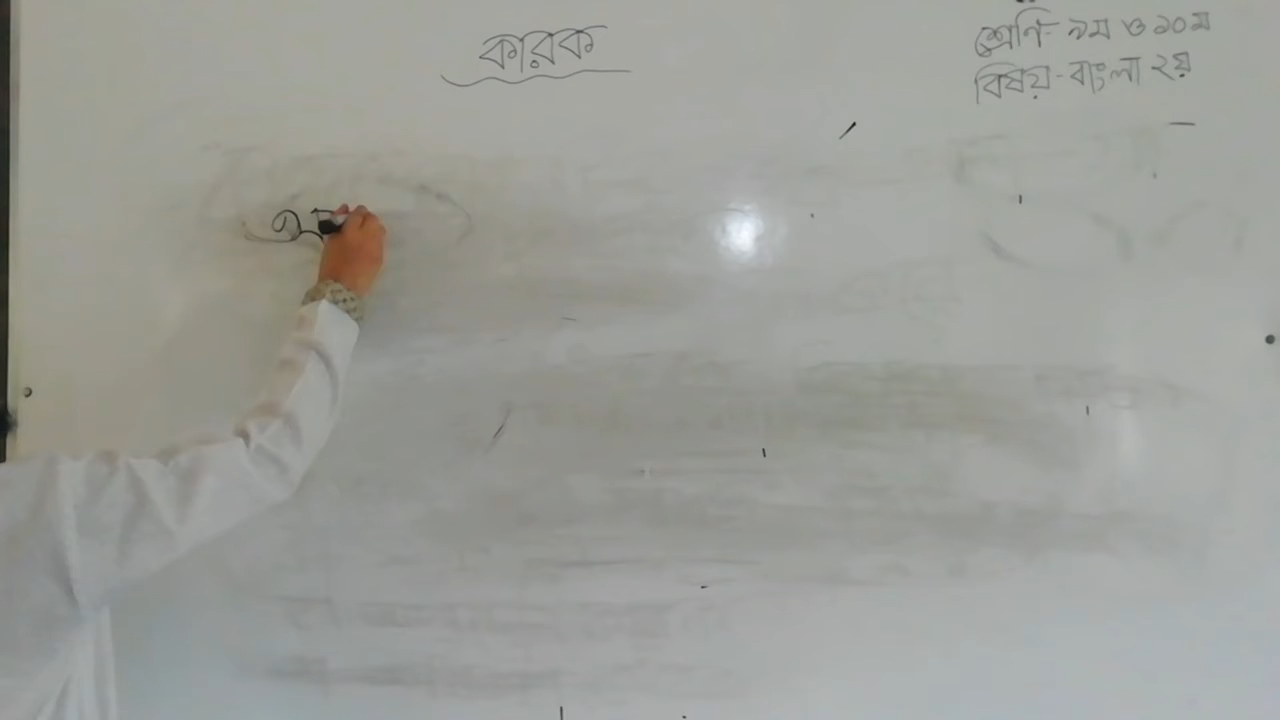 কারক
শ্রেণি- ৯ম ও ১০ম
বিষয় - বাংলা ২য়